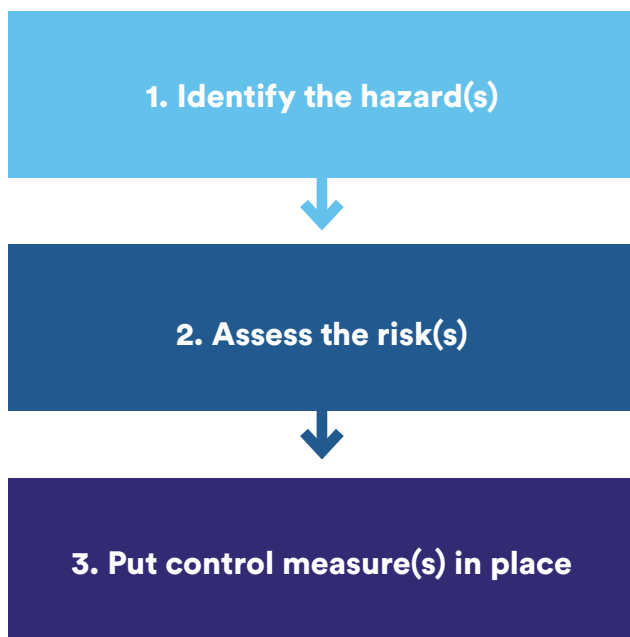 1. Identify the hazard(s)
2. Assess the risk(s)
3. Put control measure(s) in place